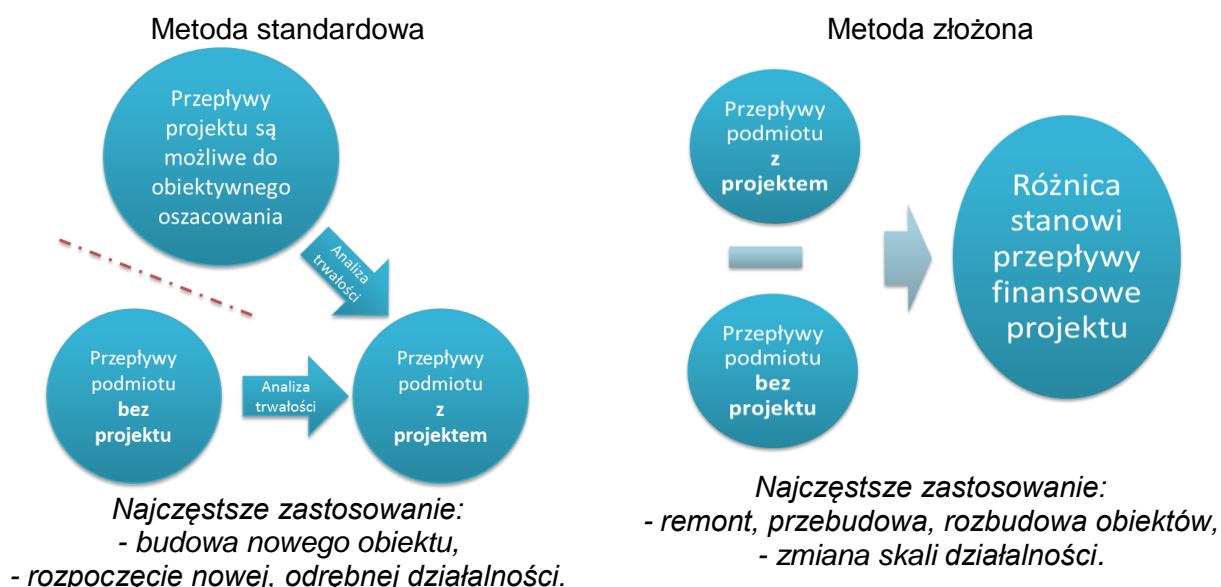 Metoda standardowa
Przepływy
projektu są
możliwe do
obiektywnego
oszacowania
Analiza
trwałości
Przepływy
podmiotu
bez
projektu
Analiza
trwałości
Przepływy
podmiotu
z
projektem
Najczęstsze zastosowanie:
- budowa nowego obiektu,
- rozpoczęcie nowej, odrębnej działalności.
Metoda złożona
Przepływy
podmiotu
z
projektem
Przepływy
podmiotu
bez
projektu
Różnica
stanowi
przepływy
finansowe
projektu
Najczęstsze zastosowanie:
- remont, przebudowa, rozbudowa obiektów,
- zmiana skali działalności.